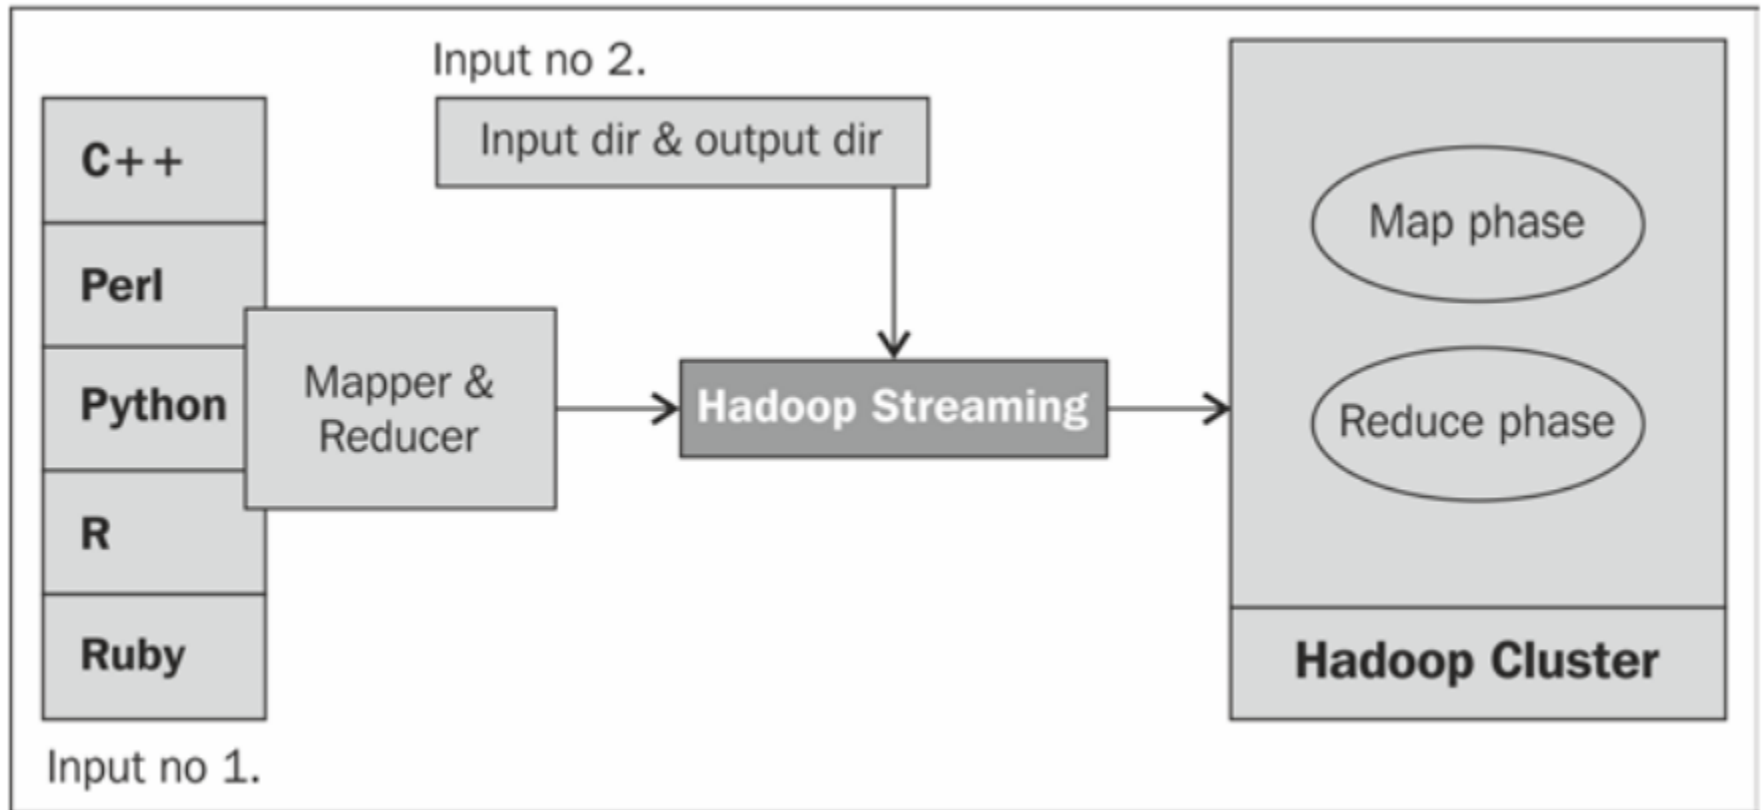 Input no 2.
Input dir & output dir
C++
Perl
Python
R
Ruby
Mapper &
Reducer
Hadoop Streaming
Map phase
Reduce phase
Hadoop Cluster
Input no 1.